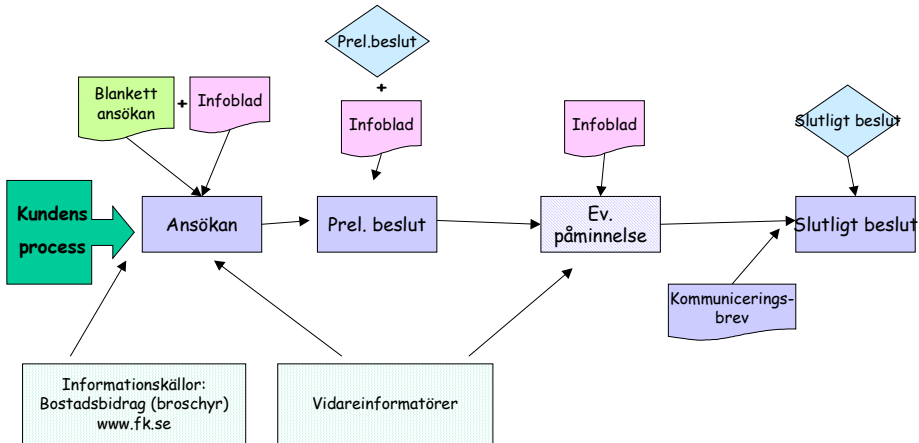 Prel.beslut
+
Blankett
ansökan
+
Infoblad
Infoblad
Infoblad
Slutligt beslut
Kundens
process
Ansökan
Prel. beslut
Ev.
påminnelse
Slutligt beslut
Kommunicerings-
brev
Informationskällor:
Bostadsbidrag (broschyr)
www.fk.se
Vidareinformatörer